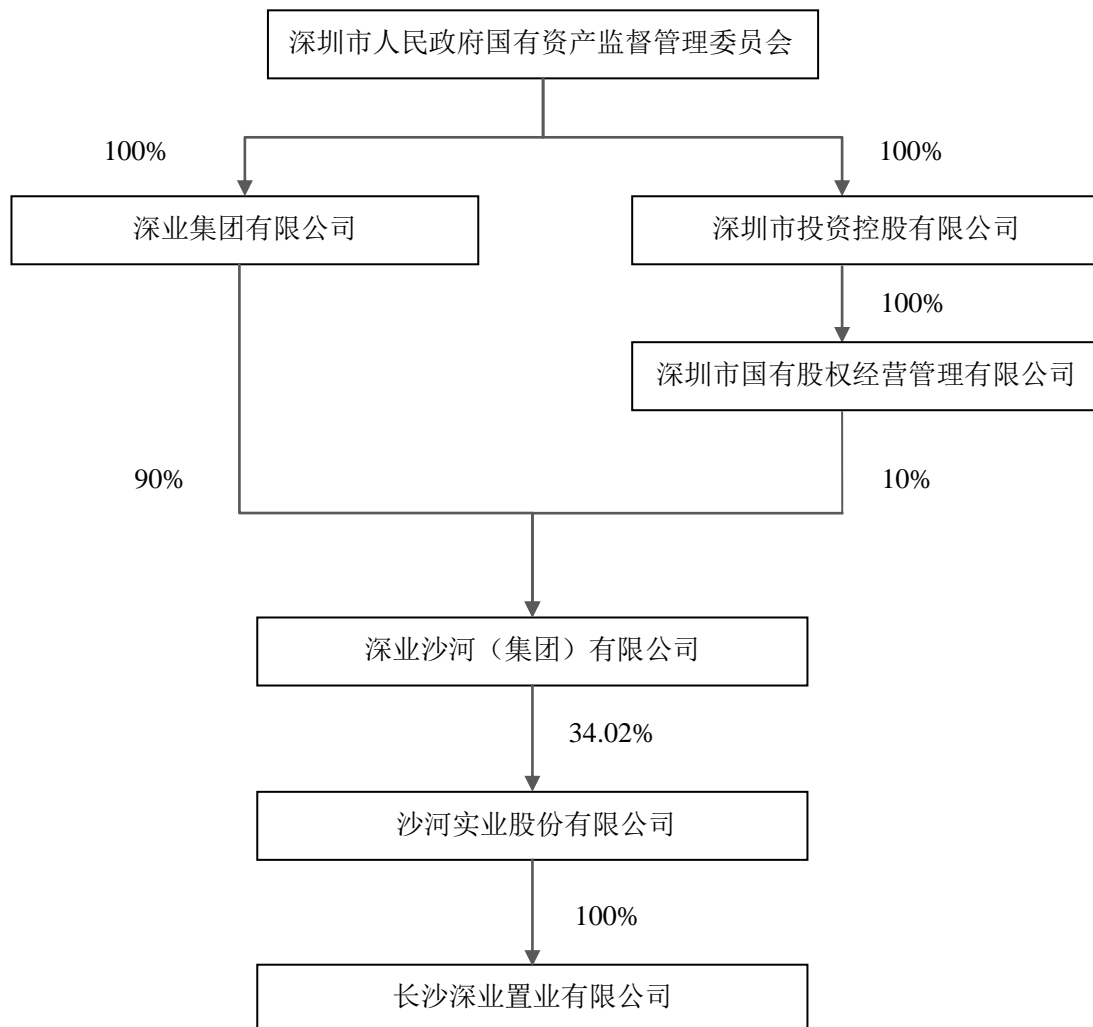 深圳市人民政府国有资产监督管理委员会
100%
100%
深业集团有限公司
深圳市投资控股有限公司
100%
深圳市国有股权经营管理有限公司
90%
10%
深业沙河（集团）有限公司
34.02%
沙河实业股份有限公司
100%
长沙深业置业有限公司